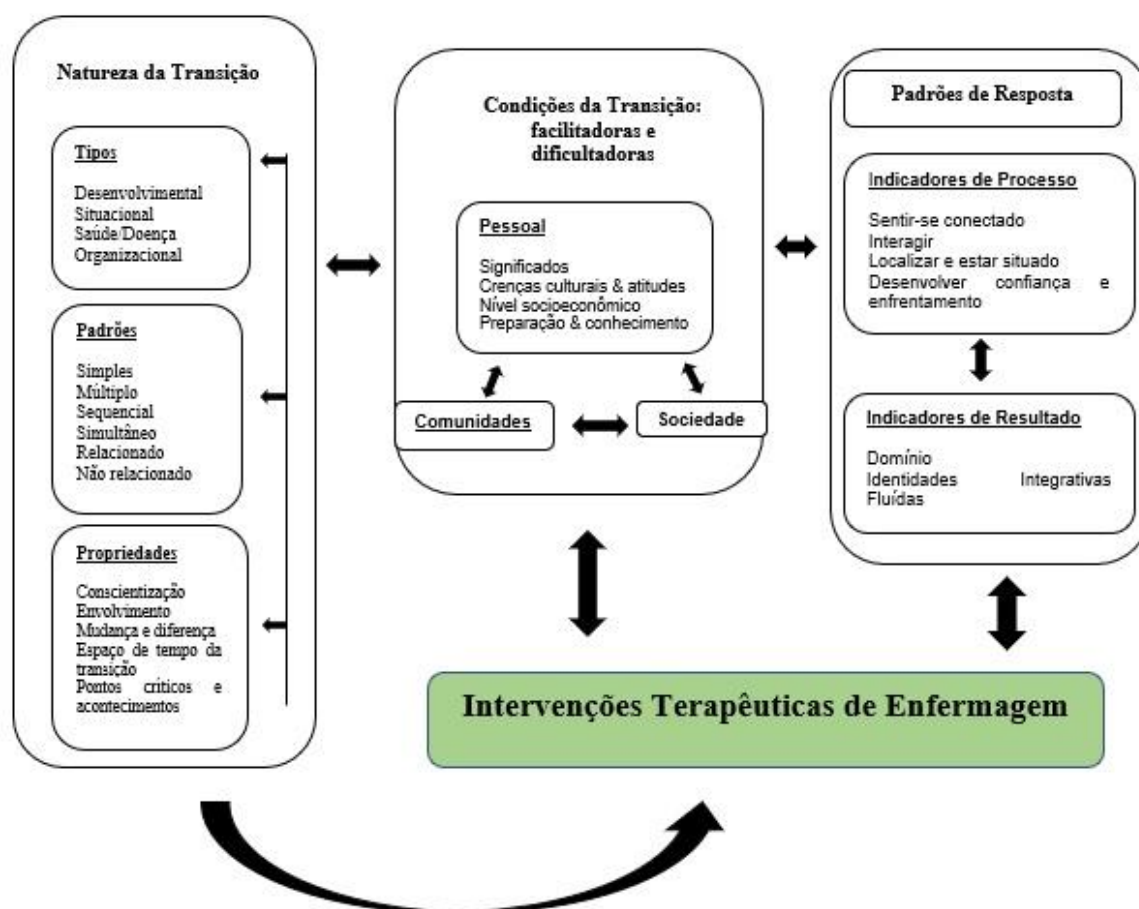 Natureza da Transição
Tipos
Desenvolvimental
Situacional
Saúde/Doença
Organizacional
Padrões
Simples
Múltiplo
Sequencial
Simultâneo
Relacionado
Não relacionado
Propriedades
Conscientização
Envolvimento
Mudança e diferença
Espaço de tempo da
transição
Pontos críticos e
acontecimentos
Condições da Transição:
facilitadoras e
dificultadoras
Pessoal
Significados
Crenças culturais & atitudes
Nível socioeconômico
Preparação & conhecimento
Comunidades
Sociedade
Padrões de Resposta
Indicadores de Processo
Sentir-se conectado
Interagir
Localizar e estar situado
Desenvolver confiança e
enfrentamento
Indicadores de Resultado
Domínio
Identidades Integrativas
Fluídas
Intervenções Terapêuticas de Enfermagem